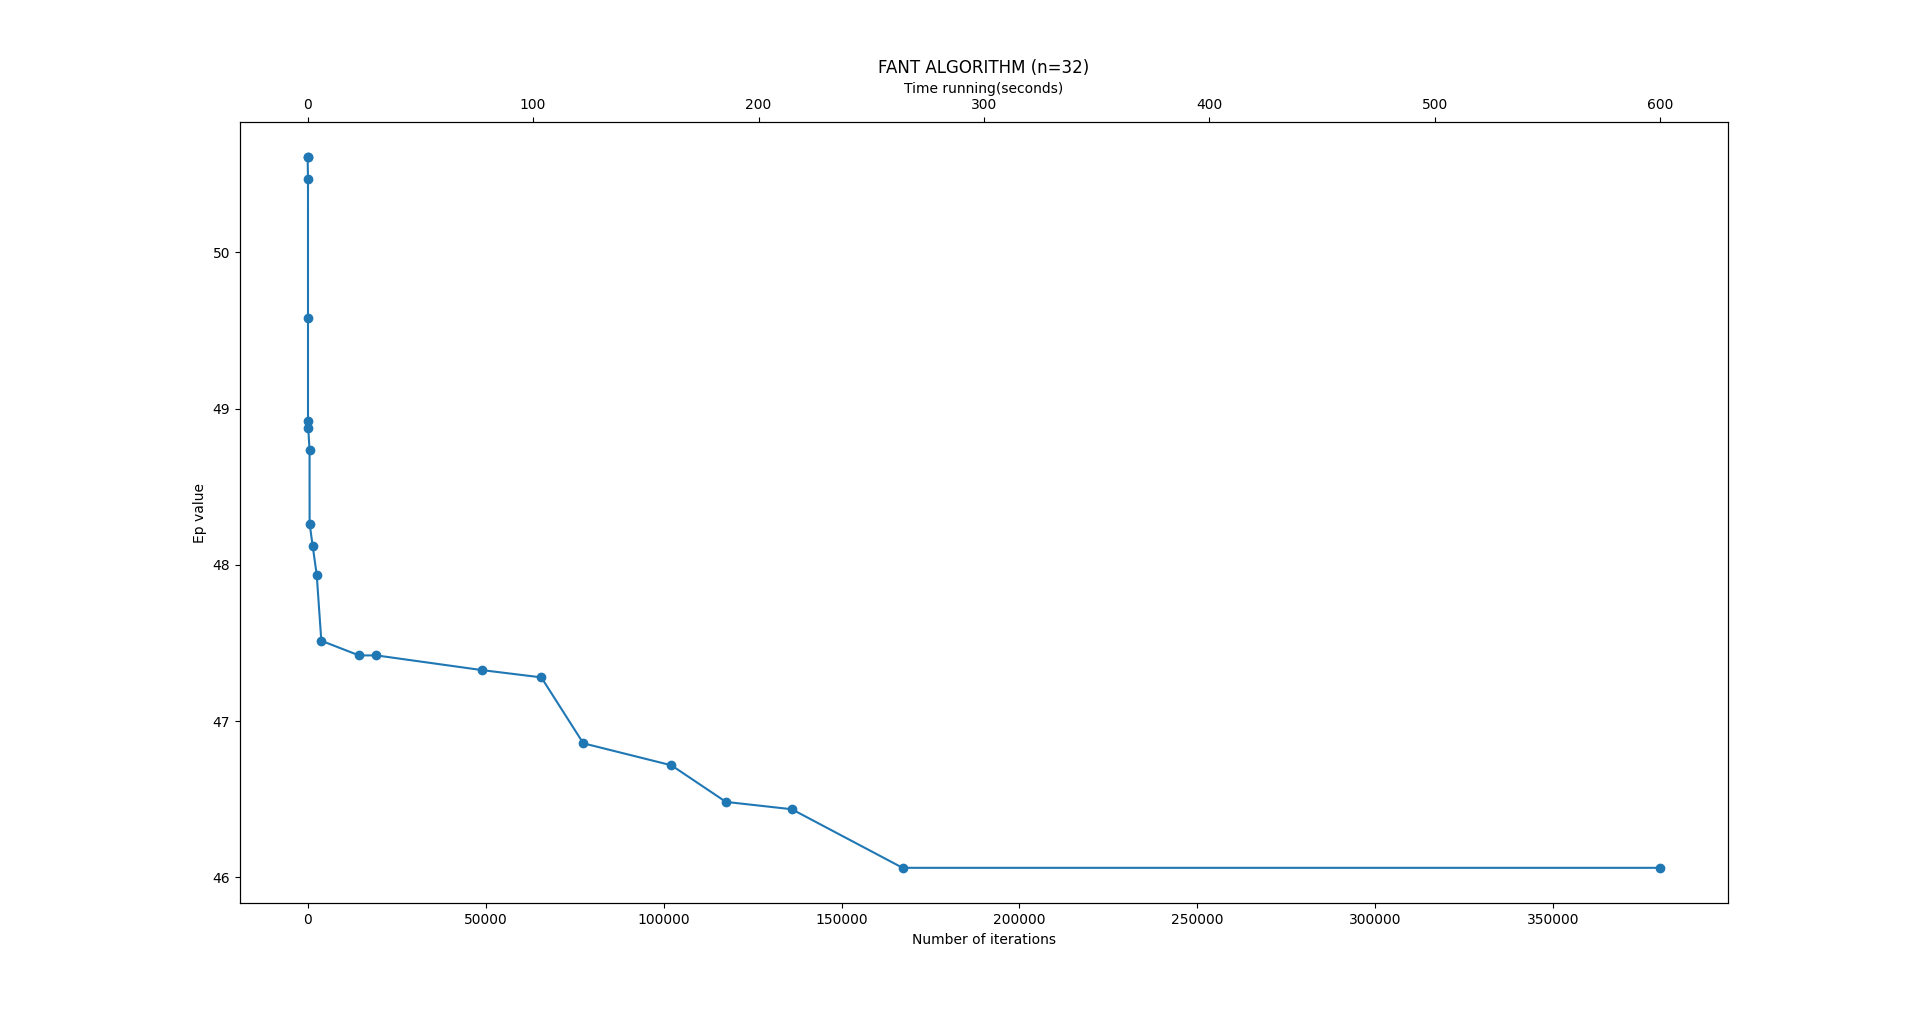 FANT ALGORITHM (n=32)
Time running(seconds)
0 100 200 300 400 500 600
50
49
48
47
46
Ep value
0 50000 100000 150000 200000 250000 300000 350000
Number of iterations